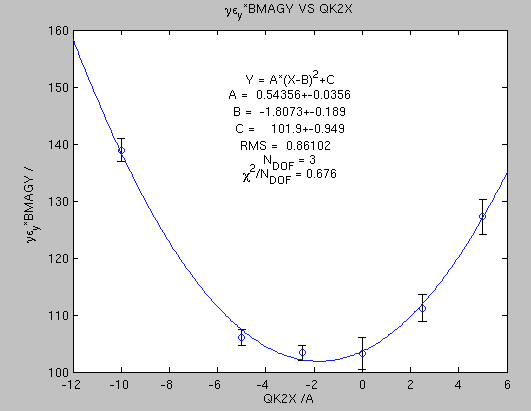 γε_y*BMAGY VS QK2X
Y = A*(X-B)^2+C
A = 0.54356+-0.0356
B = -1.8073+-0.189
C = 101.9+-0.949
RMS = 0.86102
N_DOF = 3
χ^2/N_DOF = 0.676
γε_y*BMAGY /
160
150
140
130
120
110
100
-12
-10
-8
-6
-4
-2
0
2
4
6
QK2X /A